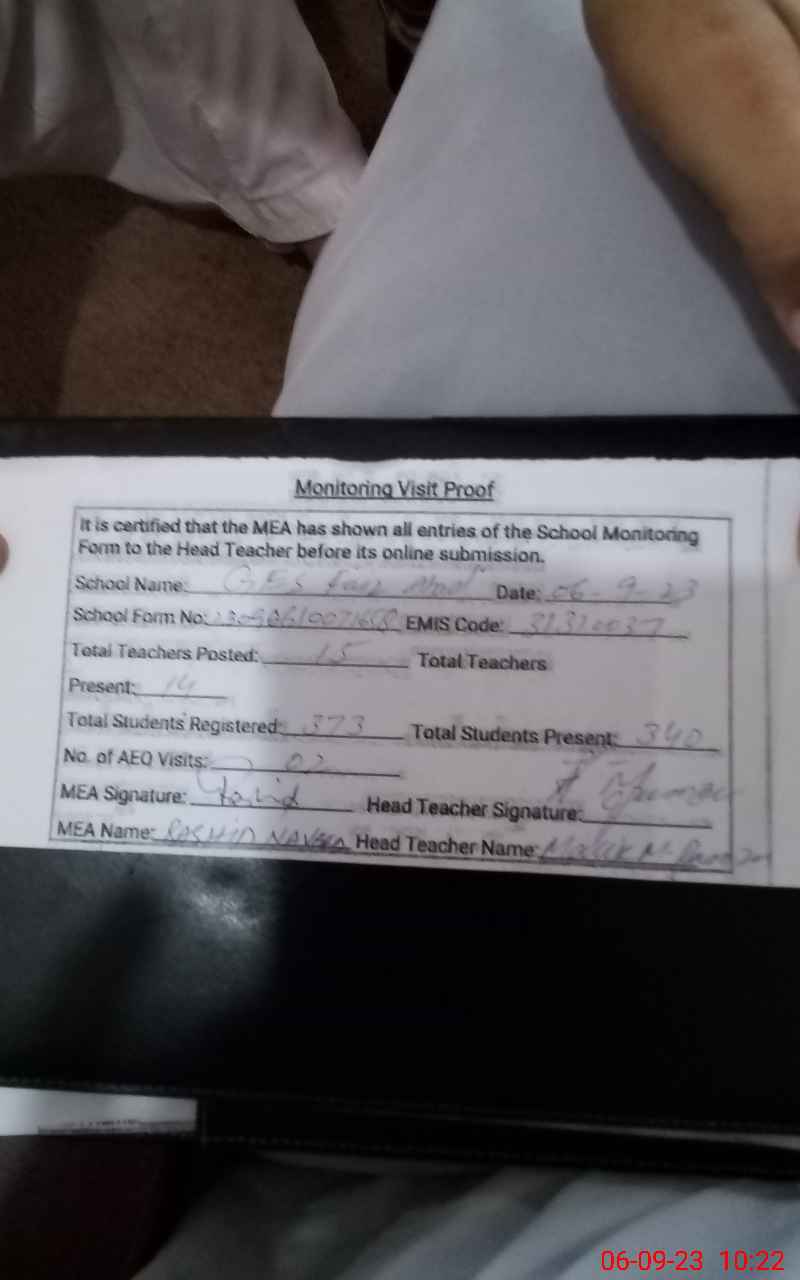 Monitoring Visit Proof
It is certified that the MEA has shown all entries of the School Monitoring
Form to the Head Teacher before its online submission.
School Name: GES Date: 06-9-23
School Form No: EMIS Code: 31310037
Total Teachers Posted: 15 Total Teachers
Present: 14
Total Students Registered: 373 Total Students Present: 340
No. of AEO Visits: 02
MEA Signature: Head Teacher Signature:
MEA Name: RASHID Head Teacher Name: Malik M.
06-09-23 10:22